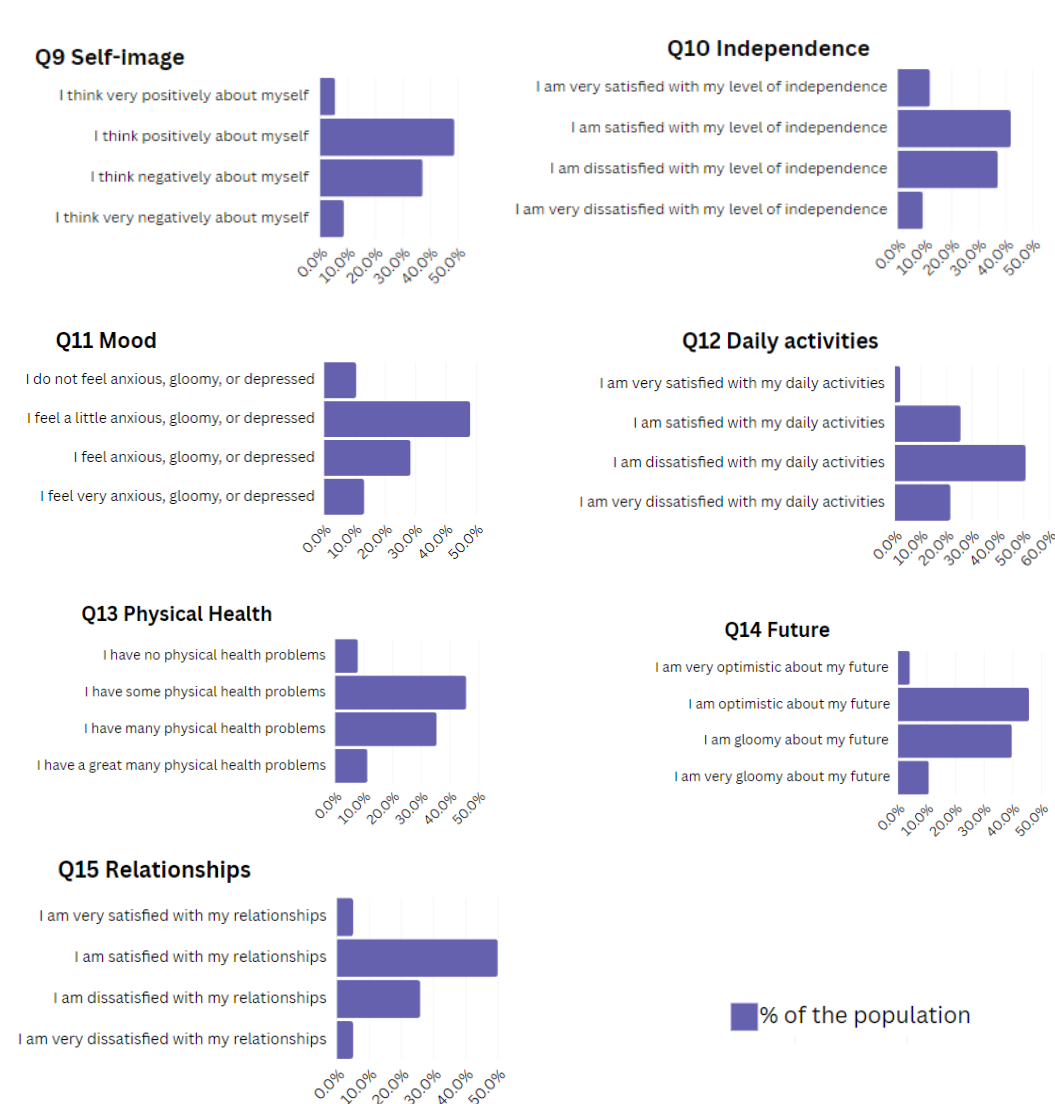 Q9 Self-image
I think very positively about myself
I think positively about myself
I think negatively about myself
I think very negatively about myself
0.0% 10.0% 20.0% 30.0% 40.0% 50.0%
Q10 Independence
I am very satisfied with my level of independence
I am satisfied with my level of independence
I am dissatisfied with my level of independence
I am very dissatisfied with my level of independence
0.0% 10.0% 20.0% 30.0% 40.0% 50.0%
Q11 Mood
I do not feel anxious, gloomy, or depressed
I feel a little anxious, gloomy, or depressed
I feel anxious, gloomy, or depressed
I feel very anxious, gloomy, or depressed
0.0% 10.0% 20.0% 30.0% 40.0% 50.0%
Q12 Daily activities
I am very satisfied with my daily activities
I am satisfied with my daily activities
I am dissatisfied with my daily activities
I am very dissatisfied with my daily activities
0.0% 10.0% 20.0% 30.0% 40.0% 50.0% 60.0%
Q13 Physical Health
I have no physical health problems
I have some physical health problems
I have many physical health problems
I have a great many physical health problems
0.0% 10.0% 20.0% 30.0% 40.0% 50.0%
Q14 Future
I am very optimistic about my future
I am optimistic about my future
I am gloomy about my future
I am very gloomy about my future
0.0% 10.0% 20.0% 30.0% 40.0% 50.0%
Q15 Relationships
I am very satisfied with my relationships
I am satisfied with my relationships
I am dissatisfied with my relationships
I am very dissatisfied with my relationships
0.0% 10.0% 20.0% 30.0% 40.0% 50.0%
% of the population